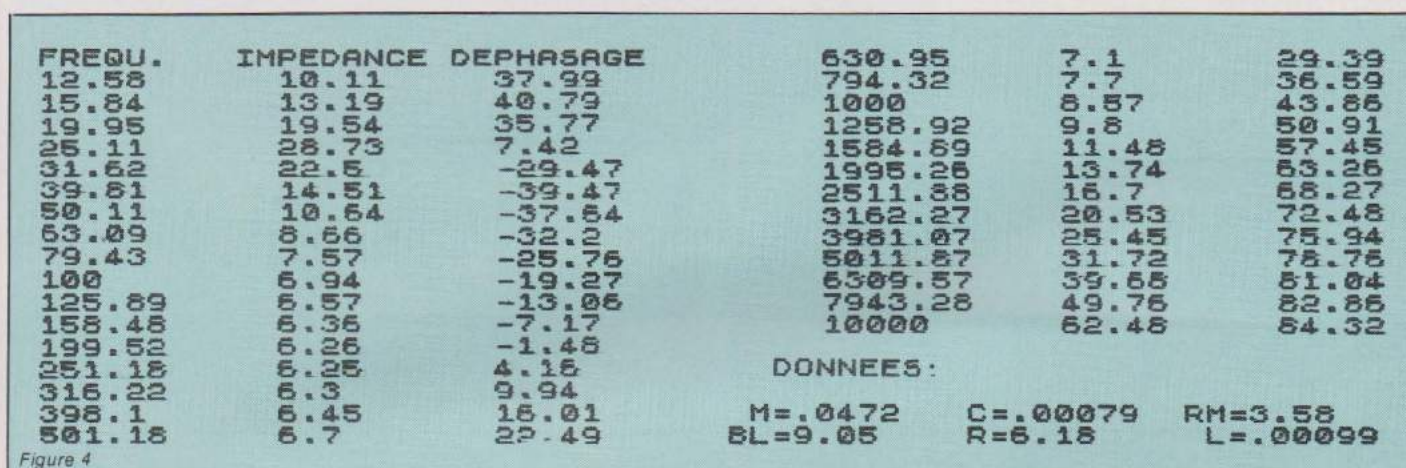 FREQU. IMPEDANCE DEPHASAGE
12.58 10.11 37.99
15.84 13.19 40.79
19.95 19.54 35.77
25.11 28.73 7.42
31.62 22.5 -29.47
39.81 14.51 -39.47
50.11 10.64 -37.64
63.09 8.66 -32.2
79.43 7.57 -25.76
100 6.94 -19.27
125.89 6.57 -13.06
158.48 6.36 -7.17
199.52 6.26 -1.48
251.18 6.25 4.16
316.22 6.3 9.94
398.1 6.45 16.01
501.18 6.7 22.49
630.95 7.1 29.39
794.32 7.7 36.59
1000 8.57 43.86
1258.92 9.8 50.91
1584.89 11.48 57.45
1995.26 13.74 63.26
2511.88 16.7 68.27
3162.27 20.53 72.48
3981.07 25.45 75.94
5011.87 31.72 78.76
6309.57 39.68 81.04
7943.28 49.76 82.86
10000 62.48 84.32
DONNEES:
M=.0472 C=.00079 RM=3.58
BL=9.05 R=6.18 L=.00099
Figure 4